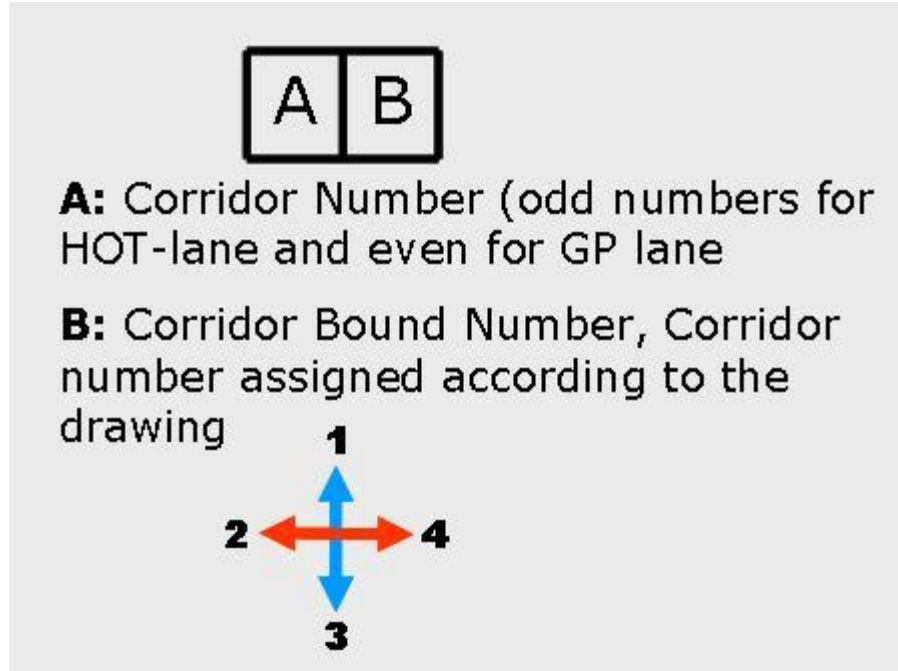 A B
A: Corridor Number (odd numbers for
HOT-lane and even for GP lane
B: Corridor Bound Number, Corridor
number assigned according to the
drawing
1
2 4
3